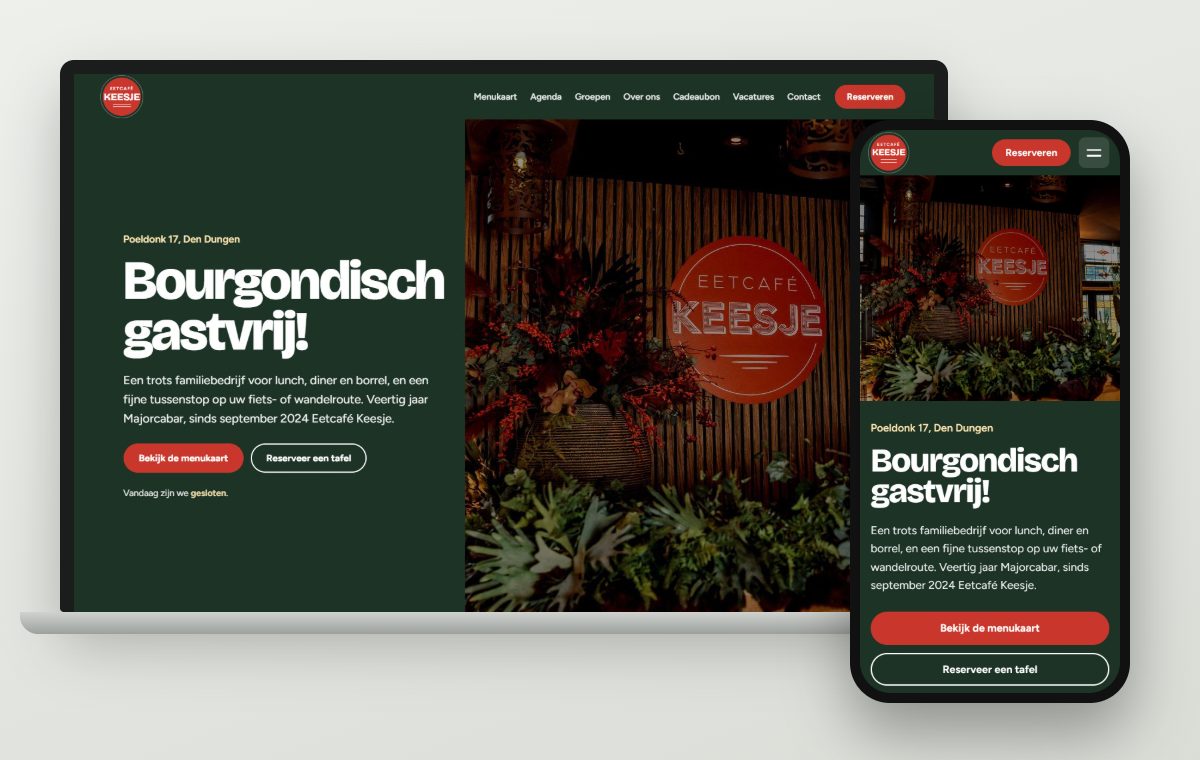 EETCAFÉ
KEESJE
Menukaart Agenda Groepen Over ons Cadeaubon Vacatures Contact Reserveren
Poeldonk 17, Den Dungen
Bourgondisch
gastvrij!
Een trots familiebedrijf voor lunch, diner en borrel, en een
fijne tussenstop op uw fiets- of wandelroute. Veertig jaar
Majorcabar, sinds september 2024 Eetcafé Keesje.
Bekijk de menukaart Reserveer een tafel
Vandaag zijn we gesloten.
EETCAFÉ
KEESJE
EETCAFÉ
KEESJE
Reserveren
EETCAFÉ
KEESJE
Poeldonk 17, Den Dungen
Bourgondisch
gastvrij!
Een trots familiebedrijf voor lunch, diner en
borrel, en een fijne tussenstop op uw fiets- of
wandelroute. Veertig jaar Majorcabar, sinds
september 2024 Eetcafé Keesje.
Bekijk de menukaart
Reserveer een tafel